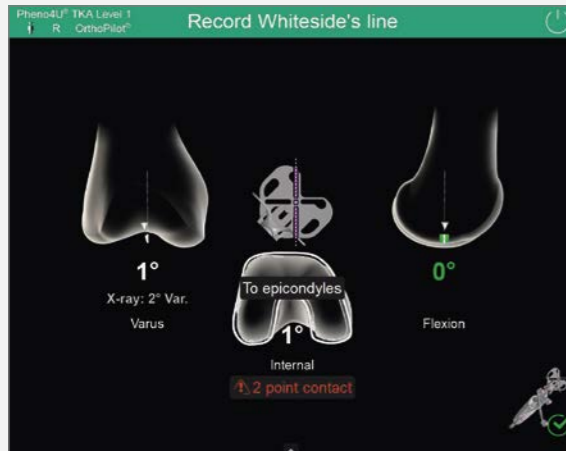 Pheno4U® TKA Level 1
R OrthoPilot®
Record Whiteside's line
1°
X-ray: 2° Var.
Varus
To epicondyles
1°
Internal
2 point contact
0°
Flexion